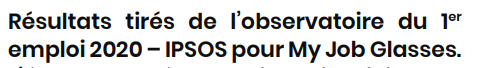 Résultats tirés de l’observatoire du 1er
emploi 2020 – IPSOS pour My Job Glasses.